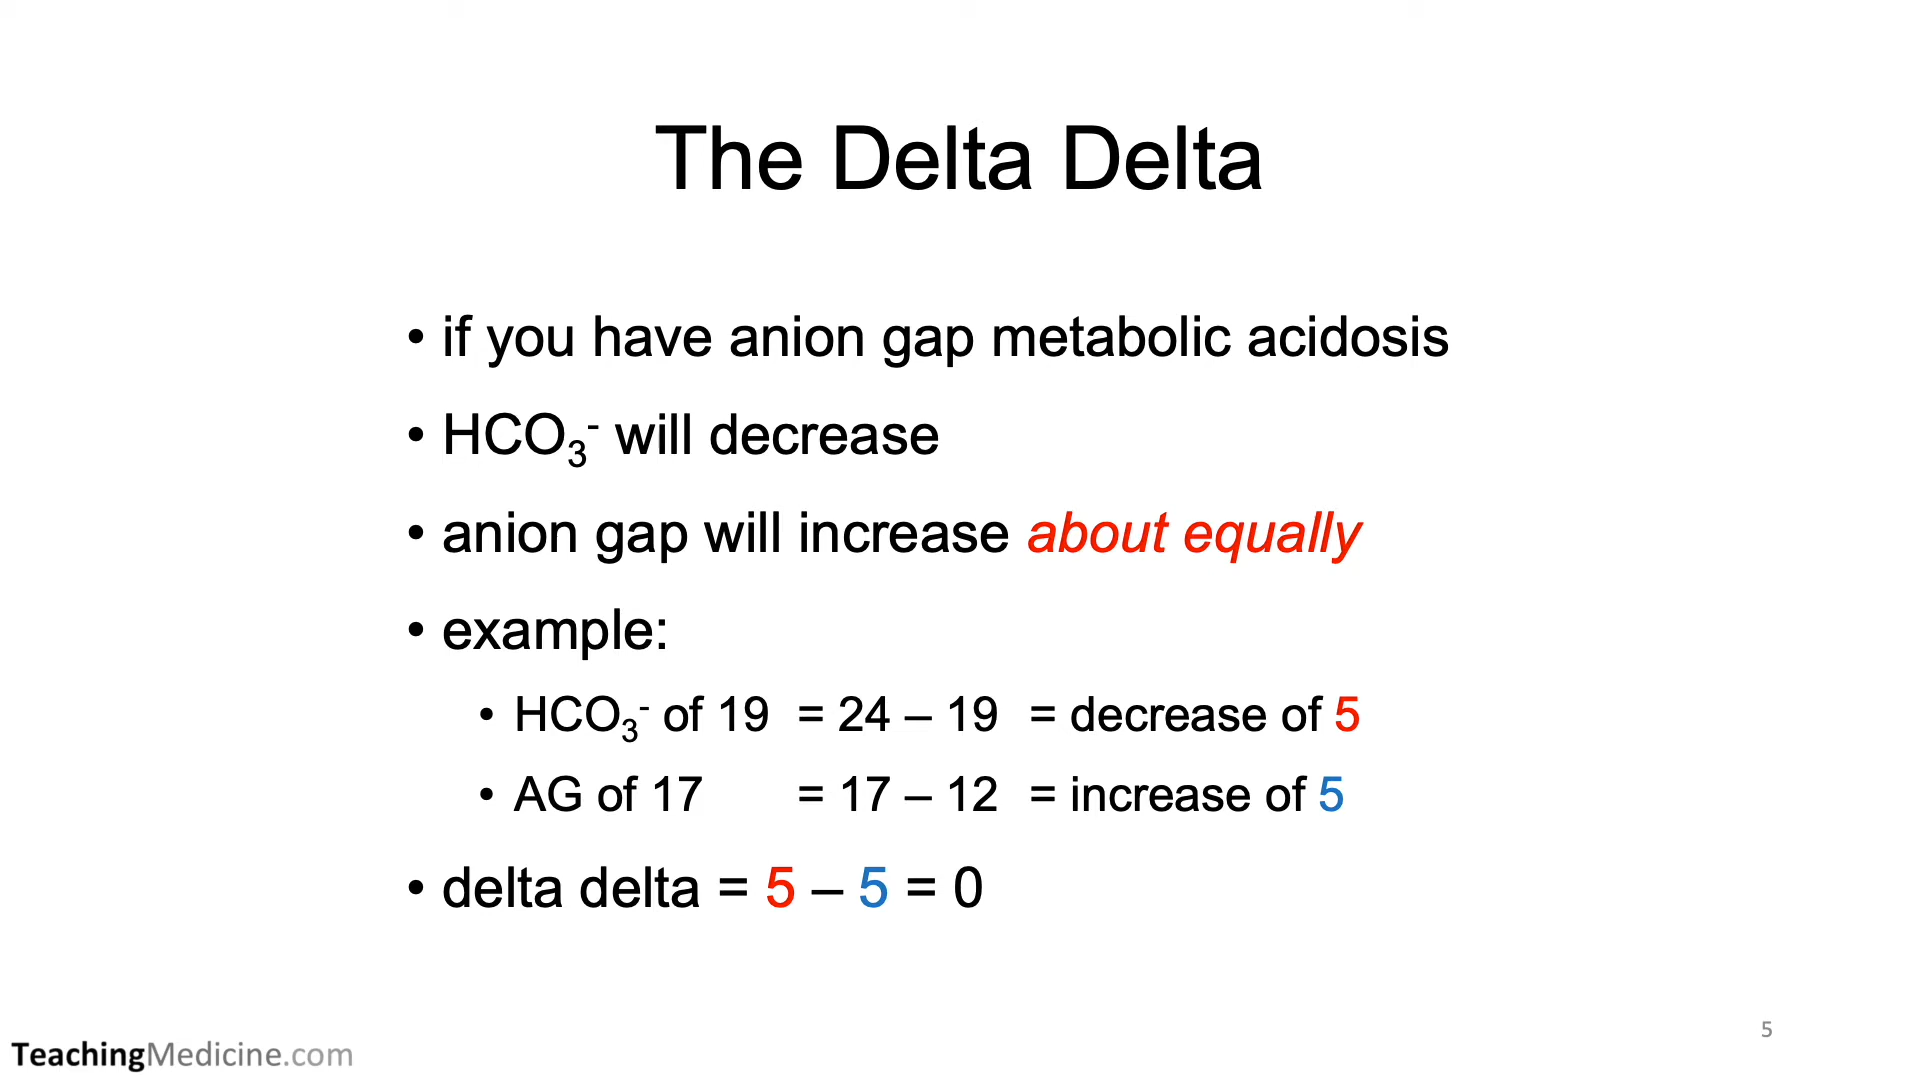 The Delta Delta
• if you have anion gap metabolic acidosis
• HCO₃⁻ will decrease
• anion gap will increase about equally
• example:
• HCO₃⁻ of 19 = 24 – 19 = decrease of 5
• AG of 17 = 17 – 12 = increase of 5
• delta delta = 5 – 5 = 0
5
TeachingMedicine.com